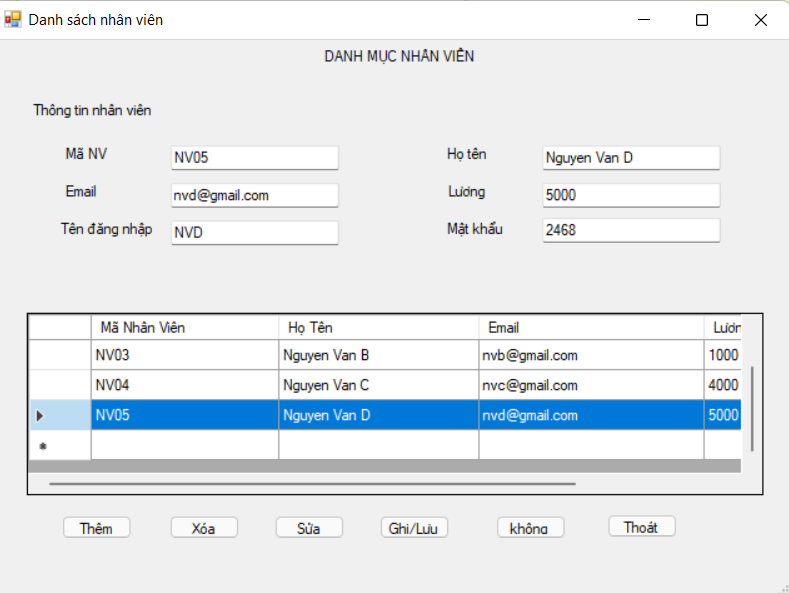 Danh sách nhân viên
DANH MỤC NHÂN VIÊN
Thông tin nhân viên
Mã NV NV05 Họ tên Nguyen Van D
Email nvd@gmail.com Lương 5000
Tên đăng nhập NVD Mật khẩu 2468
Mã Nhân Viên Họ Tên Email Lươn
NV03 Nguyen Van B nvb@gmail.com 1000
NV04 Nguyen Van C nvc@gmail.com 4000
NV05 Nguyen Van D nvd@gmail.com 5000
Thêm Xóa Sửa Ghi/Lưu không Thoát